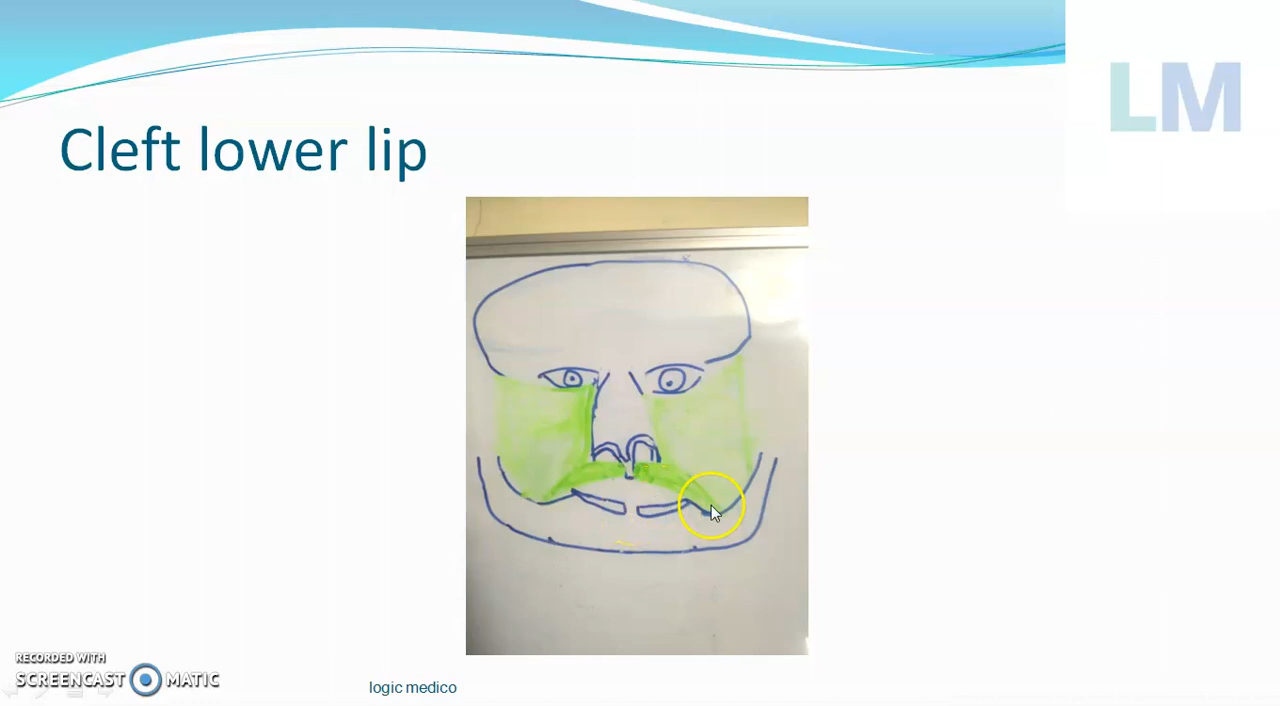 LM
Cleft lower lip
RECORDED WITH
SCREENCAST MATIC
logic medico